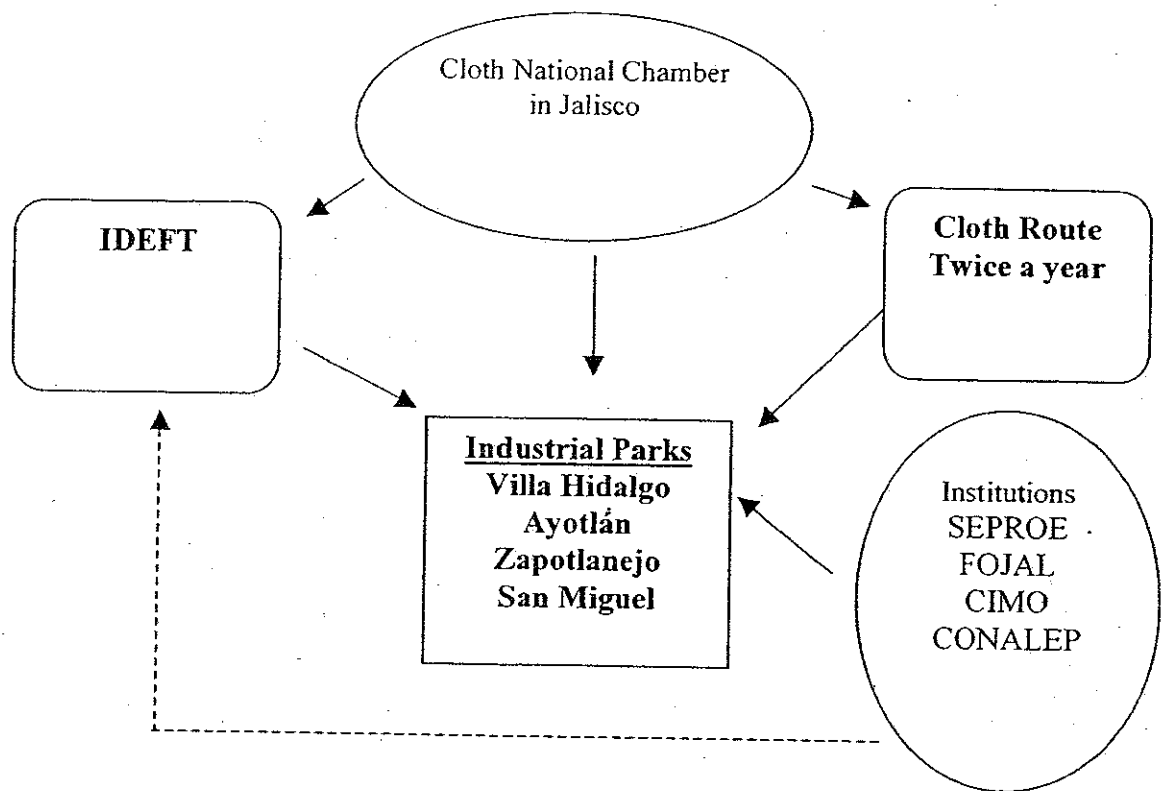 Cloth National Chamber
in Jalisco
IDEFT
Cloth Route
Twice a year
Industrial Parks
Villa Hidalgo
Ayotlán
Zapotlanejo
San Miguel
Institutions
SEPROE
FOJAL
CIMO
CONALEP